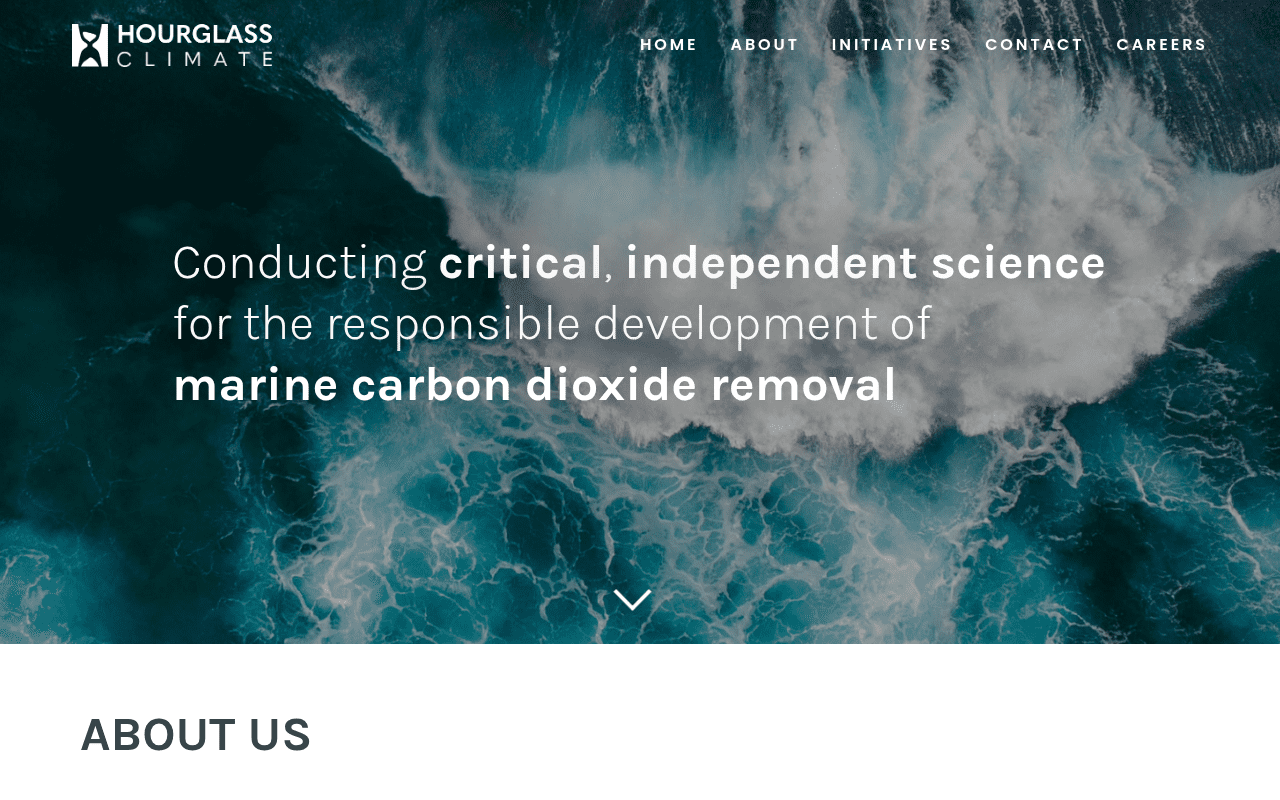 HOURGLASS
CLIMATE
HOME ABOUT INITIATIVES CONTACT CAREERS
Conducting critical, independent science
for the responsible development of
marine carbon dioxide removal
ABOUT US